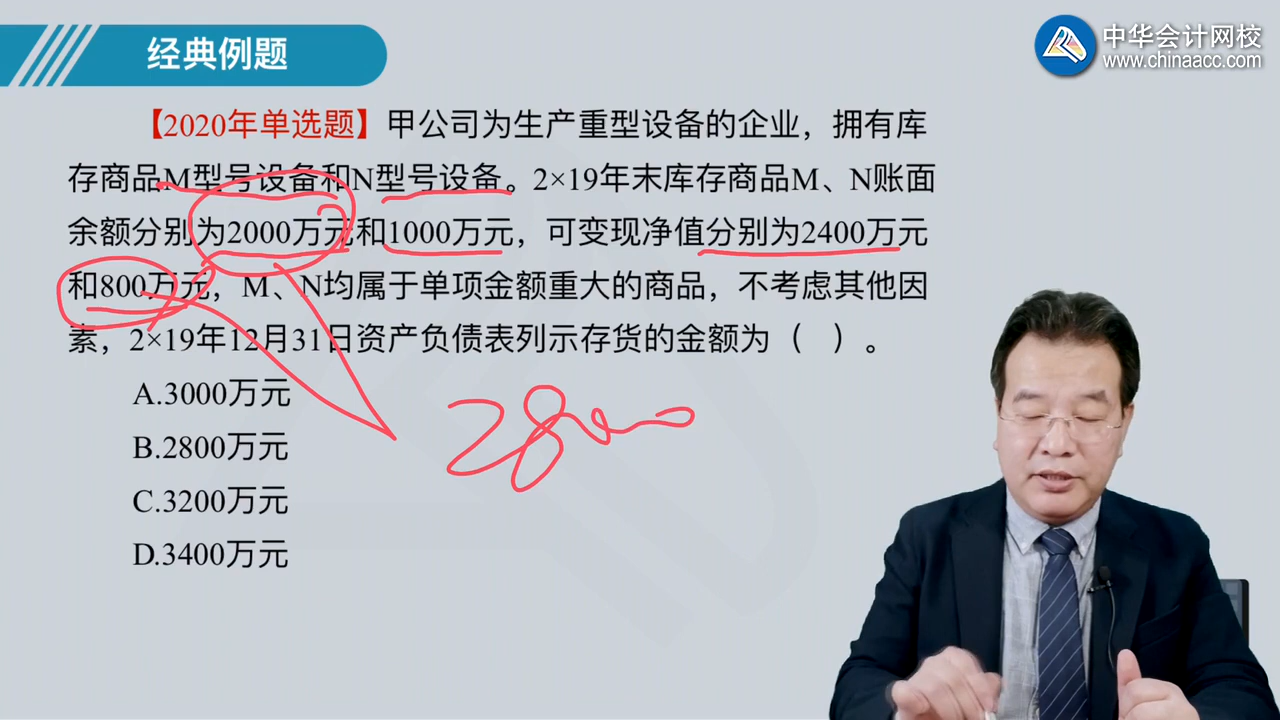 经典例题
中华会计网校
www.chinaacc.com
【2020年单选题】甲公司为生产重型设备的企业，拥有库
存商品M型号设备和N型号设备。2×19年末库存商品M、N账面
余额分别为2000万元和1000万元，可变现净值分别为2400万元
和800万元，M、N均属于单项金额重大的商品，不考虑其他因
素，2×19年12月31日资产负债表列示存货的金额为（　）。
A.3000万元
B.2800万元
C.3200万元
D.3400万元
2800